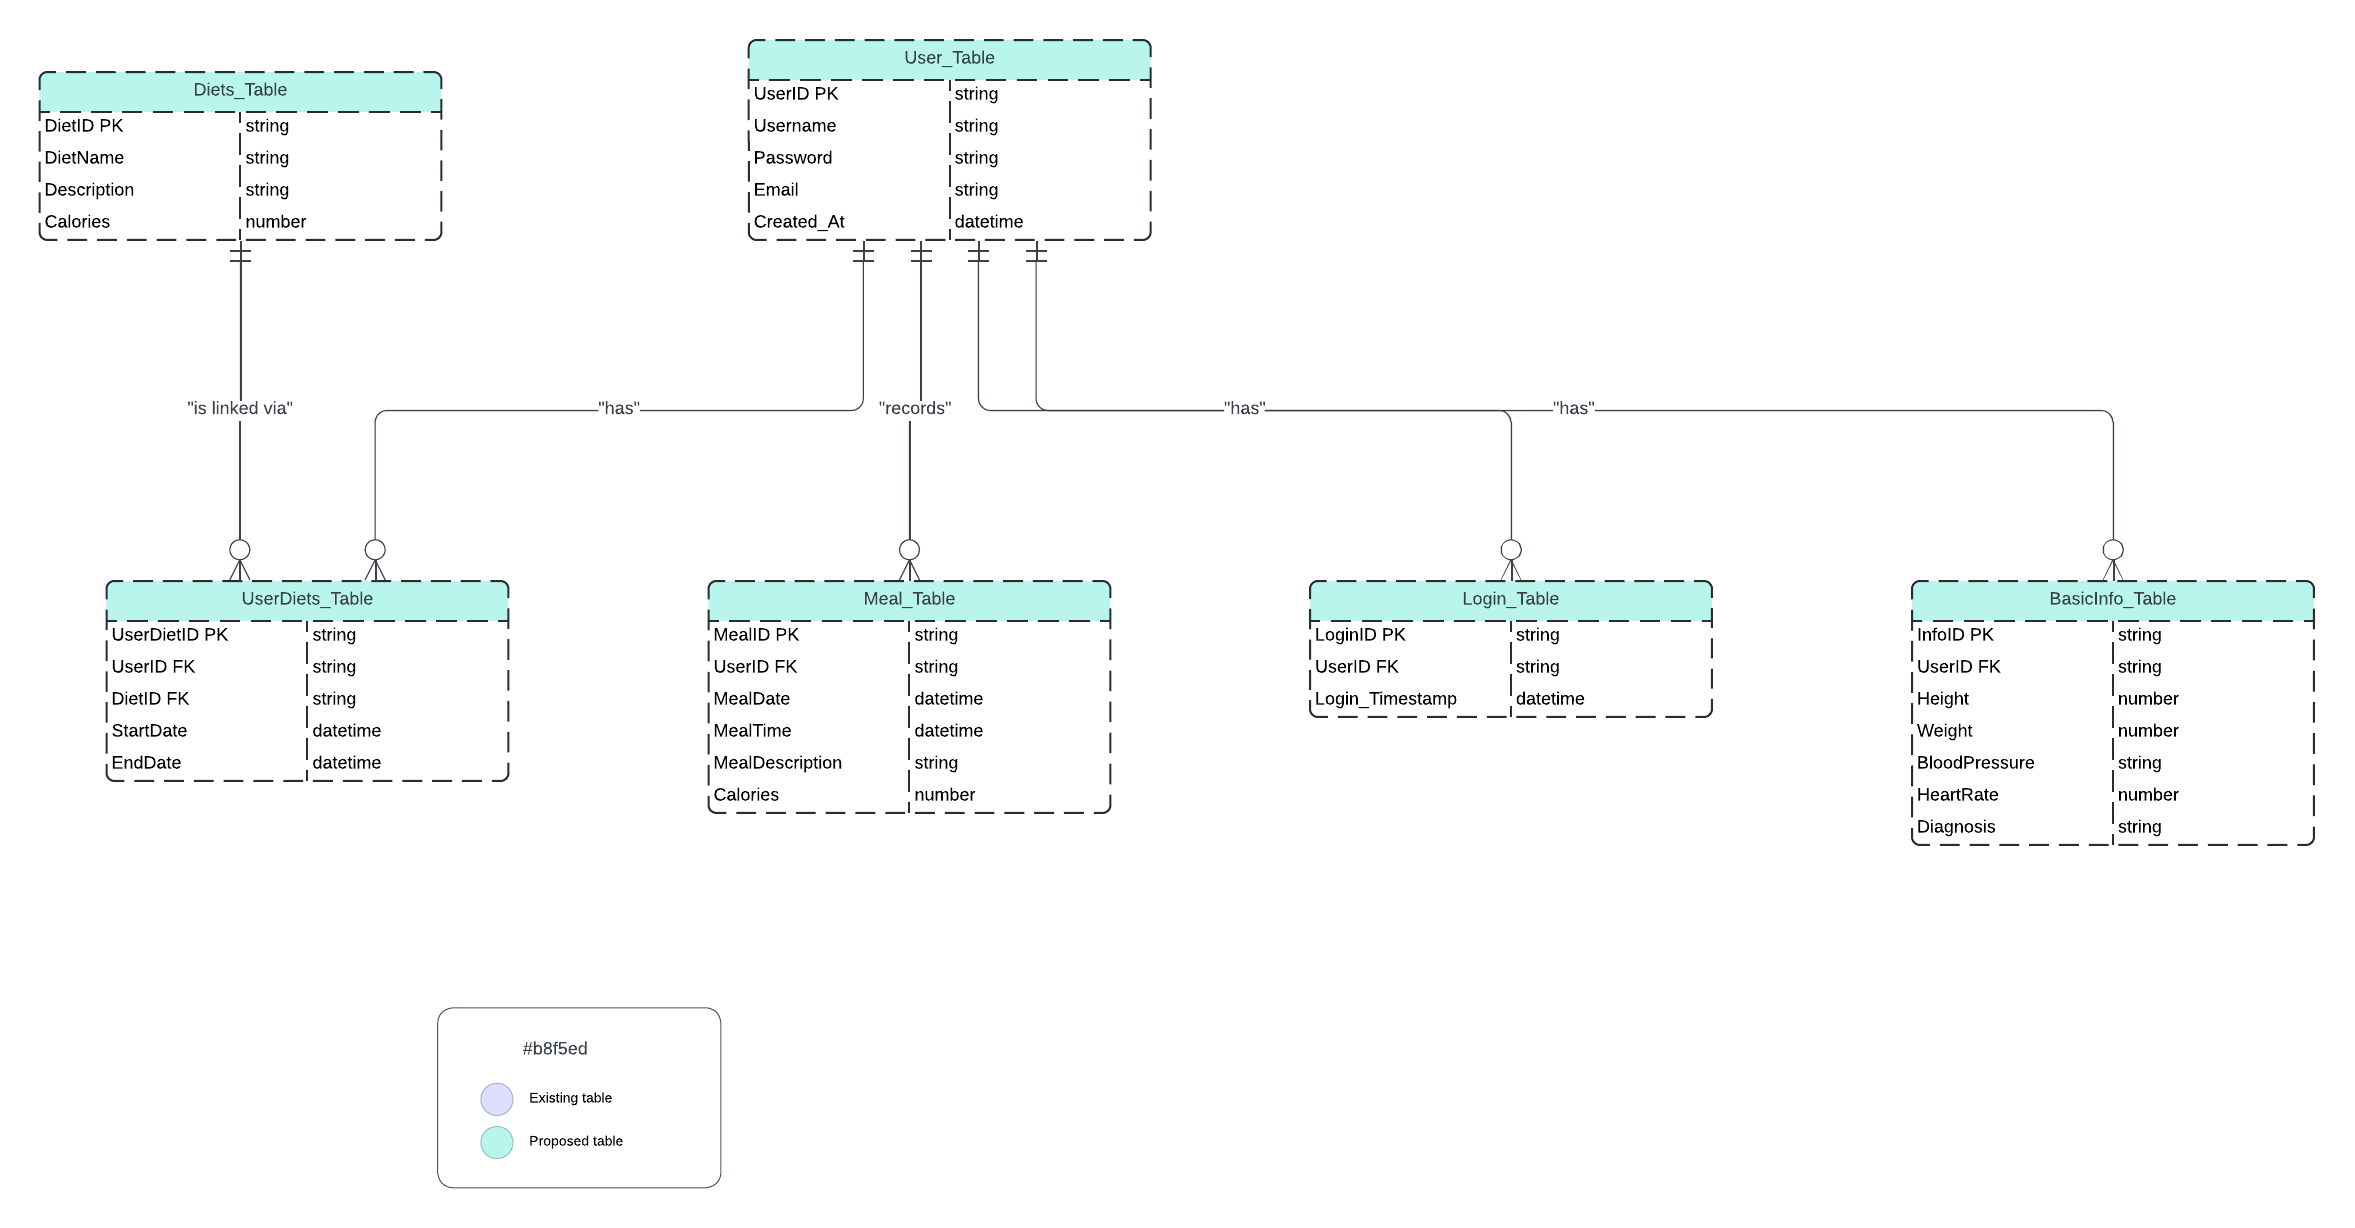 User_Table
UserID PK string
Username string
Password string
Email string
Created_At datetime
Diets_Table
DietID PK string
DietName string
Description string
Calories number
"is linked via"
"has"
"records"
"has"
"has"
UserDiets_Table
UserDietID PK string
UserID FK string
DietID FK string
StartDate datetime
EndDate datetime
Meal_Table
MealID PK string
UserID FK string
MealDate datetime
MealTime datetime
MealDescription string
Calories number
Login_Table
LoginID PK string
UserID FK string
Login_Timestamp datetime
BasicInfo_Table
InfoID PK string
UserID FK string
Height number
Weight number
BloodPressure string
HeartRate number
Diagnosis string
#b8f5ed
Existing table
Proposed table